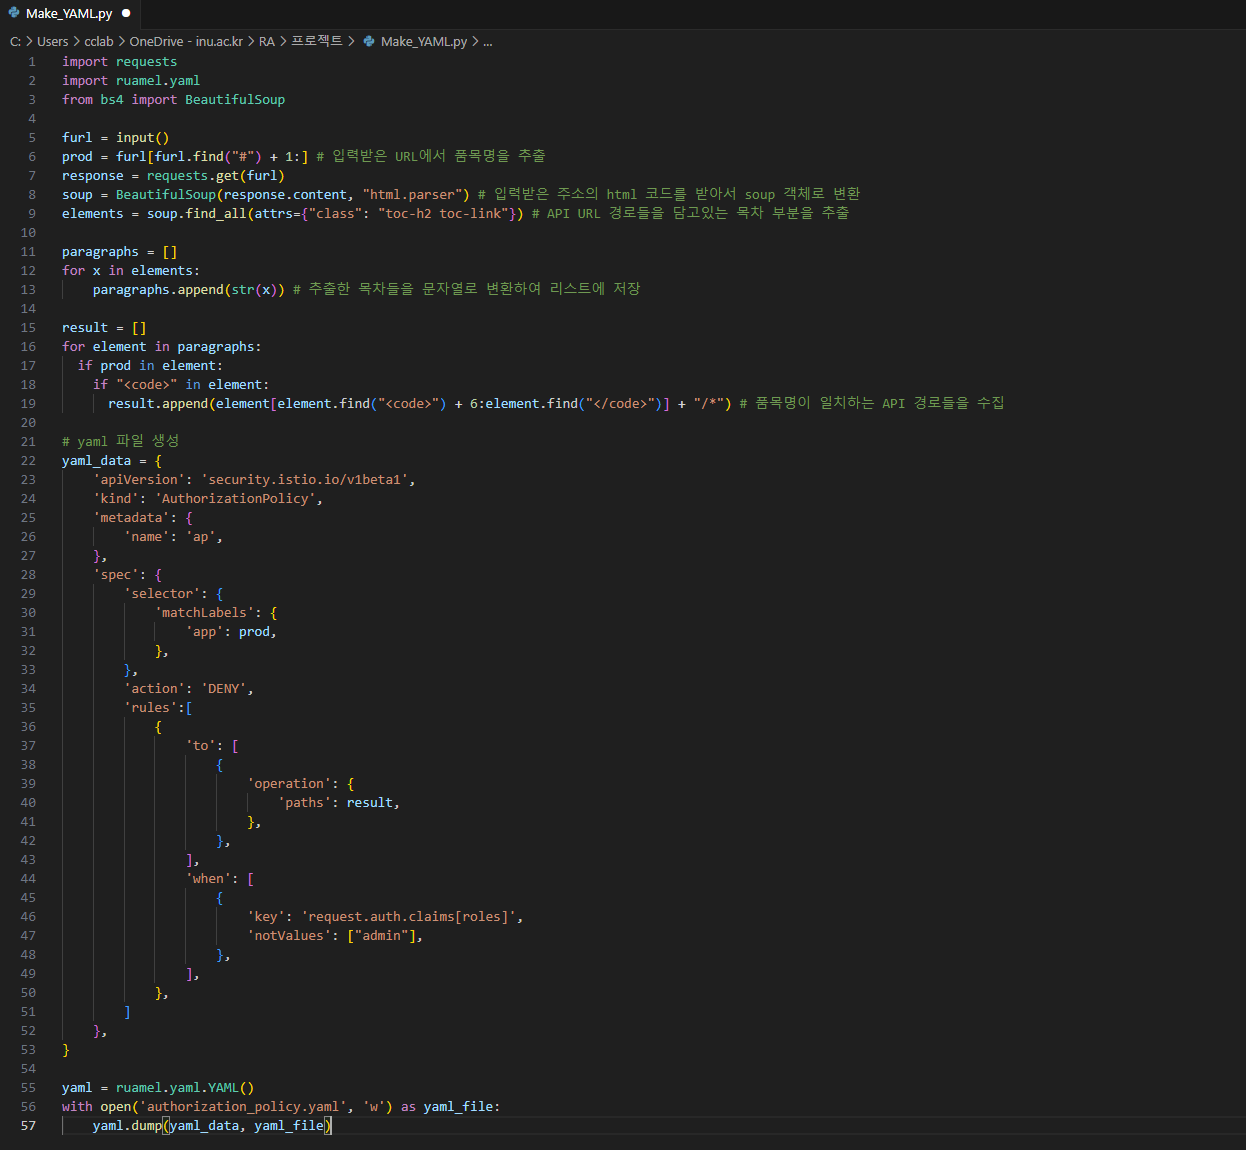 Make_YAML.py
C: > Users > cclab > OneDrive - inu.ac.kr > RA > 프로젝트 > Make_YAML.py > ...
1 import requests
2 import ruamel.yaml
3 from bs4 import BeautifulSoup
4
5 furl = input()
6 prod = furl[furl.find("#") + 1:] # 입력받은 URL에서 품목명을 추출
7 response = requests.get(furl)
8 soup = BeautifulSoup(response.content, "html.parser") # 입력받은 주소의 html 코드를 받아서 soup 객체로 변환
9 elements = soup.find_all(attrs={"class": "toc-h2 toc-link"}) # API URL 경로들을 담고있는 목차 부분을 추출
10
11 paragraphs = []
12 for x in elements:
13     paragraphs.append(str(x)) # 추출한 목차들을 문자열로 변환하여 리스트에 저장
14
15 result = []
16 for element in paragraphs:
17   if prod in element:
18     if "<code>" in element:
19       result.append(element[element.find("<code>") + 6:element.find("</code>")] + "/*") # 품목명이 일치하는 API 경로들을 수집
20
21 # yaml 파일 생성
22 yaml_data = {
23     'apiVersion': 'security.istio.io/v1beta1',
24     'kind': 'AuthorizationPolicy',
25     'metadata': {
26         'name': 'ap',
27     },
28     'spec': {
29         'selector': {
30             'matchLabels': {
31                 'app': prod,
32             },
33         },
34         'action': 'DENY',
35         'rules':[
36             {
37                 'to': [
38                     {
39                         'operation': {
40                             'paths': result,
41                         },
42                     },
43                 ],
44                 'when': [
45                     {
46                         'key': 'request.auth.claims[roles]',
47                         'notValues': ["admin"],
48                     },
49                 ],
50             },
51         ]
52     },
53 }
54
55 yaml = ruamel.yaml.YAML()
56 with open('authorization_policy.yaml', 'w') as yaml_file:
57     yaml.dump(yaml_data, yaml_file)